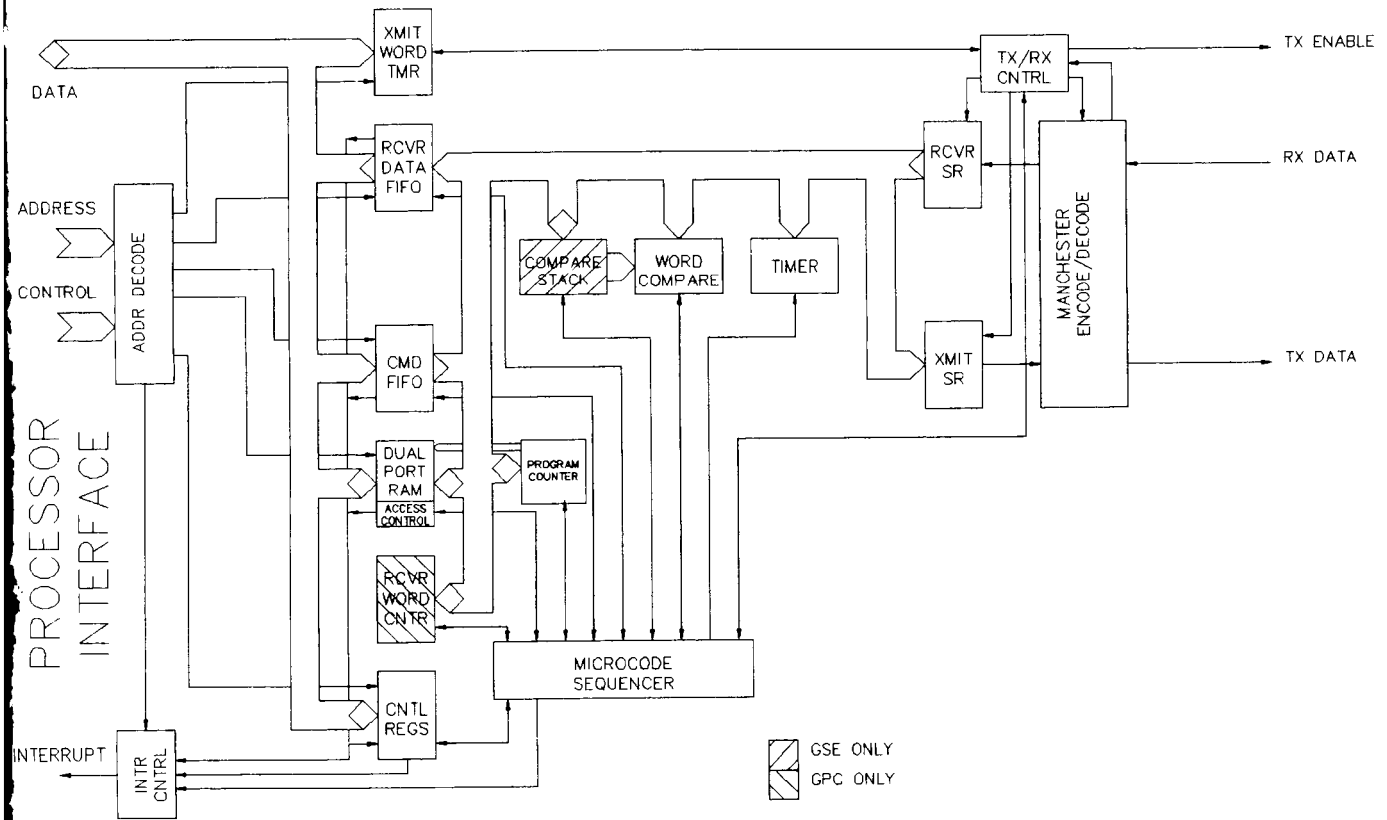 XMIT
WORD
TMR
TX/RX
CNTRL
TX ENABLE
DATA
RCVR
DATA
FIFO
RCVR
SR
RX DATA
ADDRESS
CONTROL
ADDR DECODE
COMPARE
STACK
WORD
COMPARE
TIMER
MANCHESTER
ENCODE/DECODE
CMD
FIFO
XMIT
SR
TX DATA
PROCESSOR
INTERFACE
DUAL
PORT
RAM
ACCESS
CONTROL
PROGRAM
COUNTER
RCVR
WORD
CNTR
MICROCODE
SEQUENCER
CNTL
REGS
INTERRUPT
INTR
CNTRL
GSE ONLY
GPC ONLY